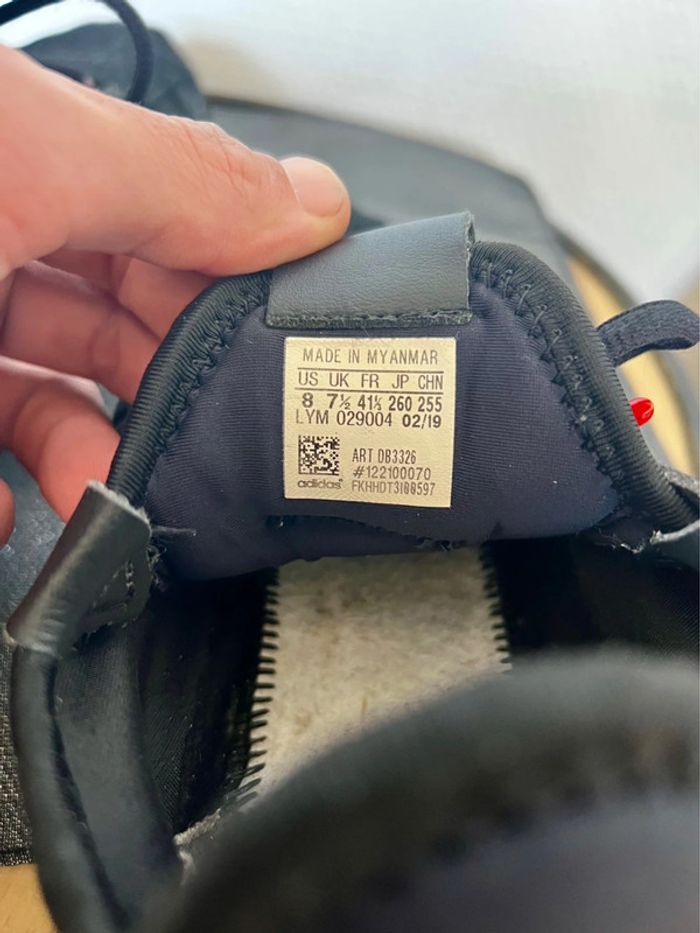 MADE IN MYANMAR
US UK FR JP CHN
8 7½ 41⅓ 260 255
LYM 029004 02/19
ART DB3326
#122100070
adidas® FKHHDT3I00597